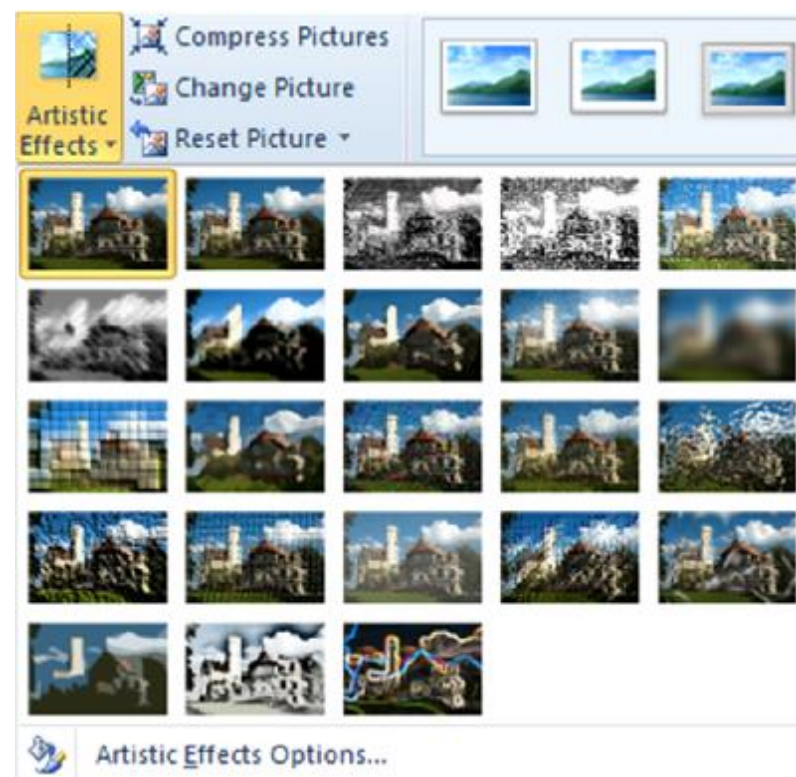 Compress Pictures
Change Picture
Artistic
Effects
Reset Picture
Artistic Effects Options...